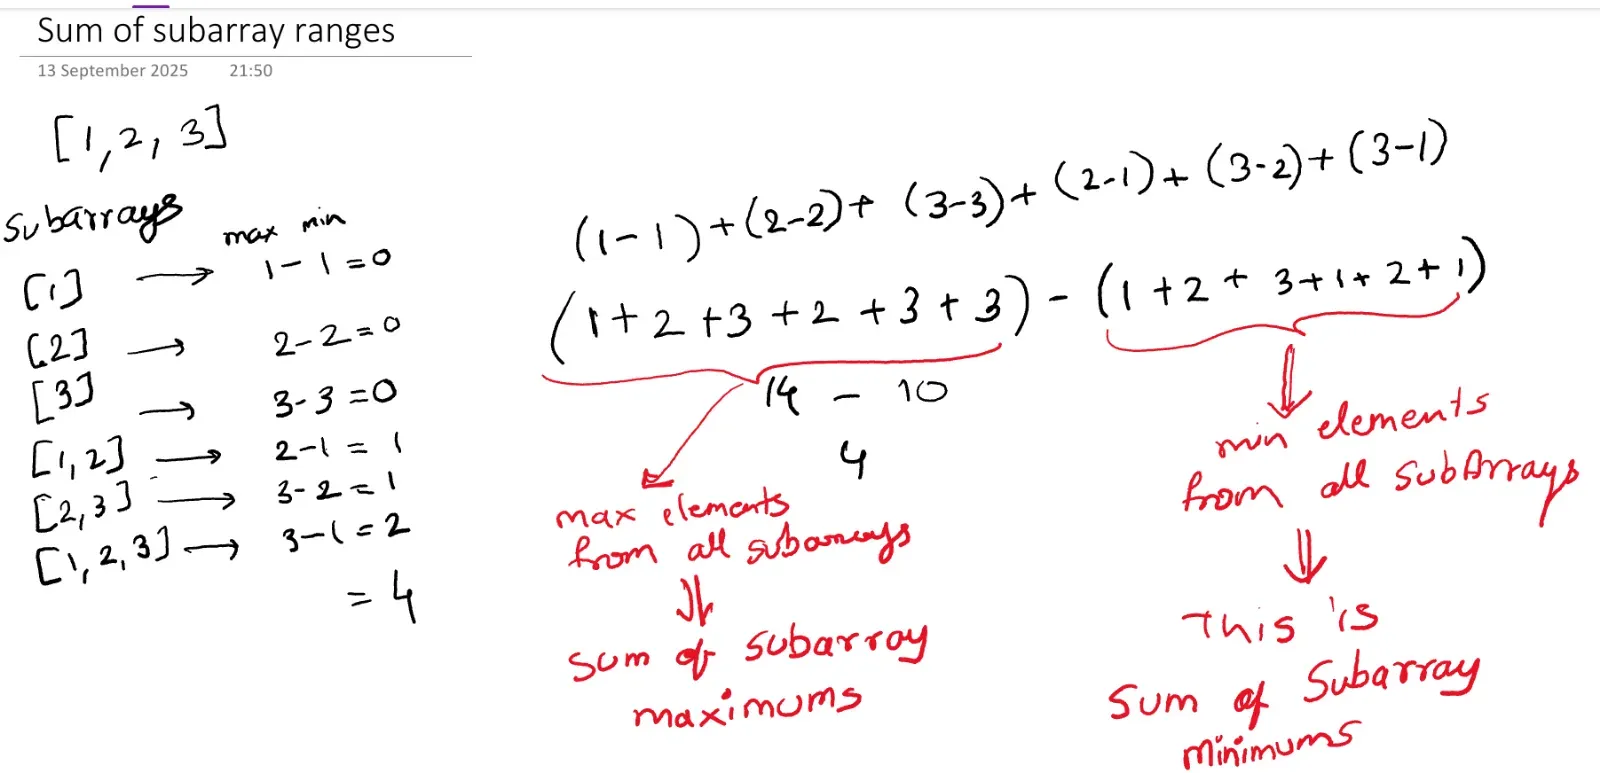 Sum of subarray ranges
13 September 2025 21:50
[1, 2, 3]
Subarrays
max min
[1] → 1 - 1 = 0
[2] → 2 - 2 = 0
[3] → 3 - 3 = 0
[1, 2] → 2 - 1 = 1
[2, 3] → 3 - 2 = 1
[1, 2, 3] → 3 - 1 = 2
= 4
(1 - 1) + (2 - 2) + (3 - 3) + (2 - 1) + (3 - 2) + (3 - 1)
(1 + 2 + 3 + 2 + 3 + 3) - (1 + 2 + 3 + 1 + 2 + 1)
14 - 10
4
max elements
from all subarrays
⇓
Sum of subarray
maximums
⇓
min elements
from all SubArrays
⇓
This is
Sum of Subarray
Minimums